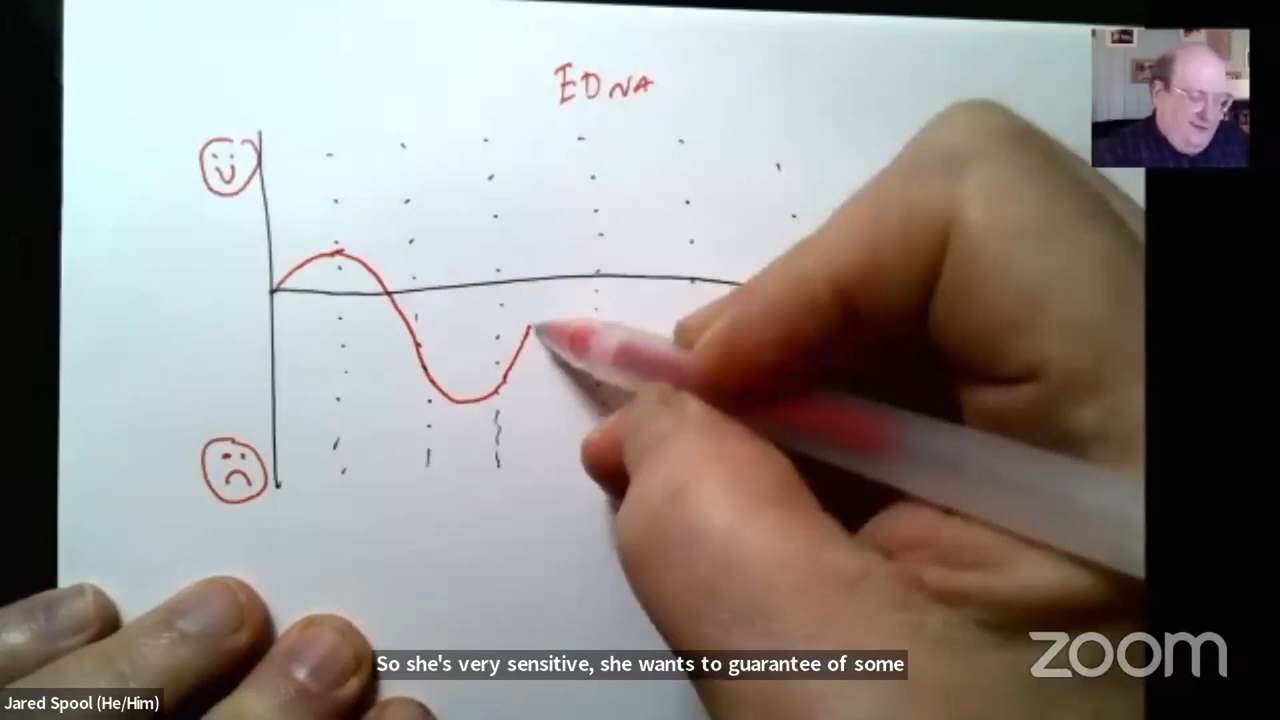 EDNA
So she's very sensitive, she wants to guarantee of some
zoom
Jared Spool (He/Him)